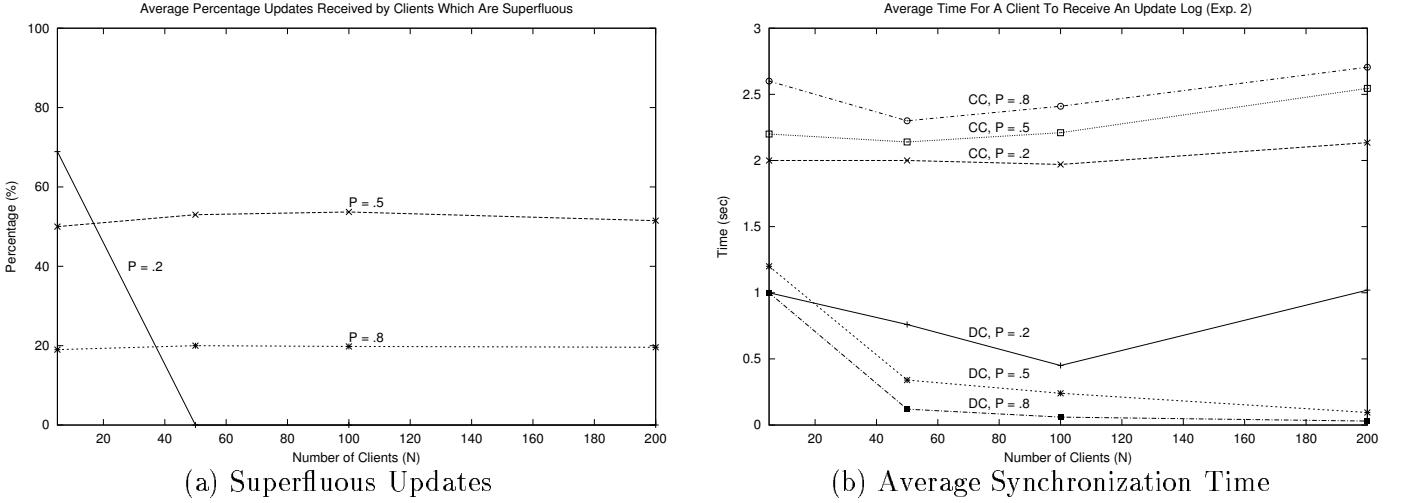 Average Percentage Updates Received by Clients Which Are Superfluous
100
80
60
40
20
0
Percentage (%)
P = .5
P = .2
P = .8
20 40 60 80 100 120 140 160 180 200
Number of Clients (N)
(a) Superfluous Updates
Average Time For A Client To Receive An Update Log (Exp. 2)
3
2.5
2
1.5
1
0.5
0
Time (sec)
CC, P = .8
CC, P = .5
CC, P = .2
DC, P = .2
DC, P = .5
DC, P = .8
20 40 60 80 100 120 140 160 180 200
Number of Clients (N)
(b) Average Synchronization Time